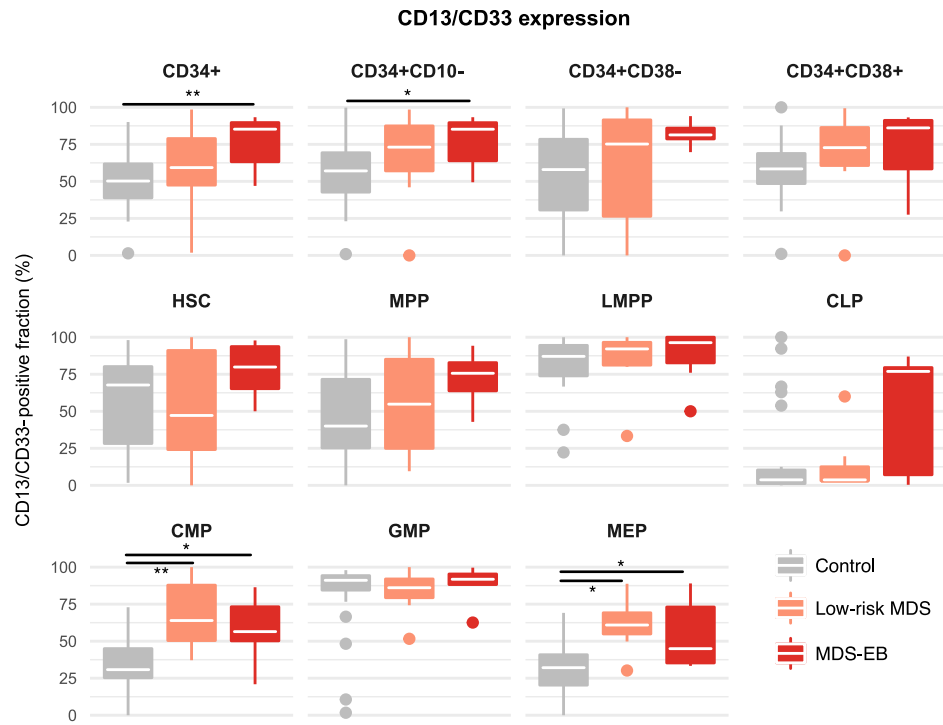 CD13/CD33 expression
CD34+ CD34+CD10- CD34+CD38- CD34+CD38+
** *
100
75
50
25
0
CD13/CD33-positive fraction (%)
HSC MPP LMPP CLP
100
75
50
25
0
CMP GMP MEP
* *
** *
100
75
50
25
0
Control
Low-risk MDS
MDS-EB